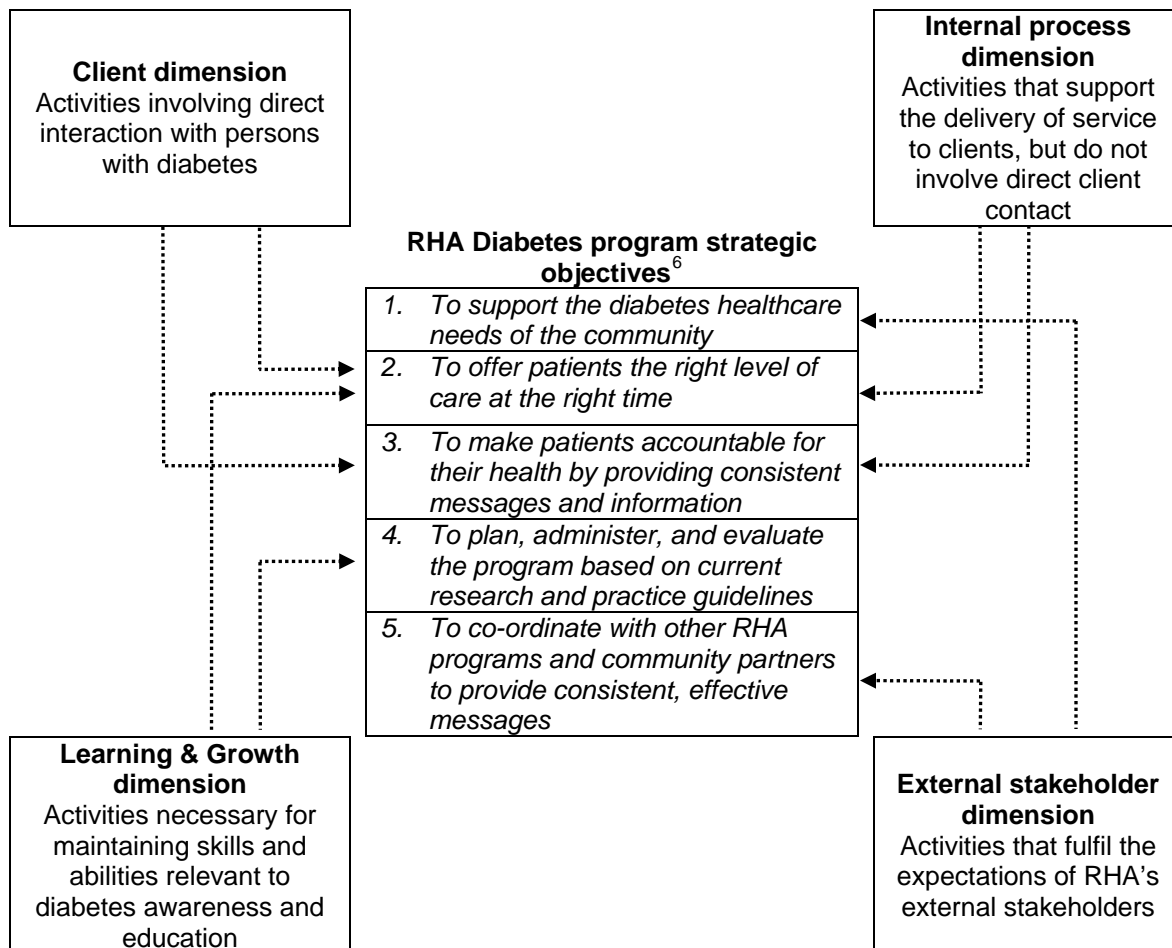 Client dimension
Activities involving direct
interaction with persons
with diabetes
Internal process
dimension
Activities that support
the delivery of service
to clients, but do not
involve direct client
contact
RHA Diabetes program strategic
objectives6
1. To support the diabetes healthcare
needs of the community
2. To offer patients the right level of
care at the right time
3. To make patients accountable for
their health by providing consistent
messages and information
4. To plan, administer, and evaluate
the program based on current
research and practice guidelines
5. To co-ordinate with other RHA
programs and community partners
to provide consistent, effective
messages
Learning & Growth
dimension
Activities necessary for
maintaining skills and
abilities relevant to
diabetes awareness and
education
External stakeholder
dimension
Activities that fulfil the
expectations of RHA’s
external stakeholders